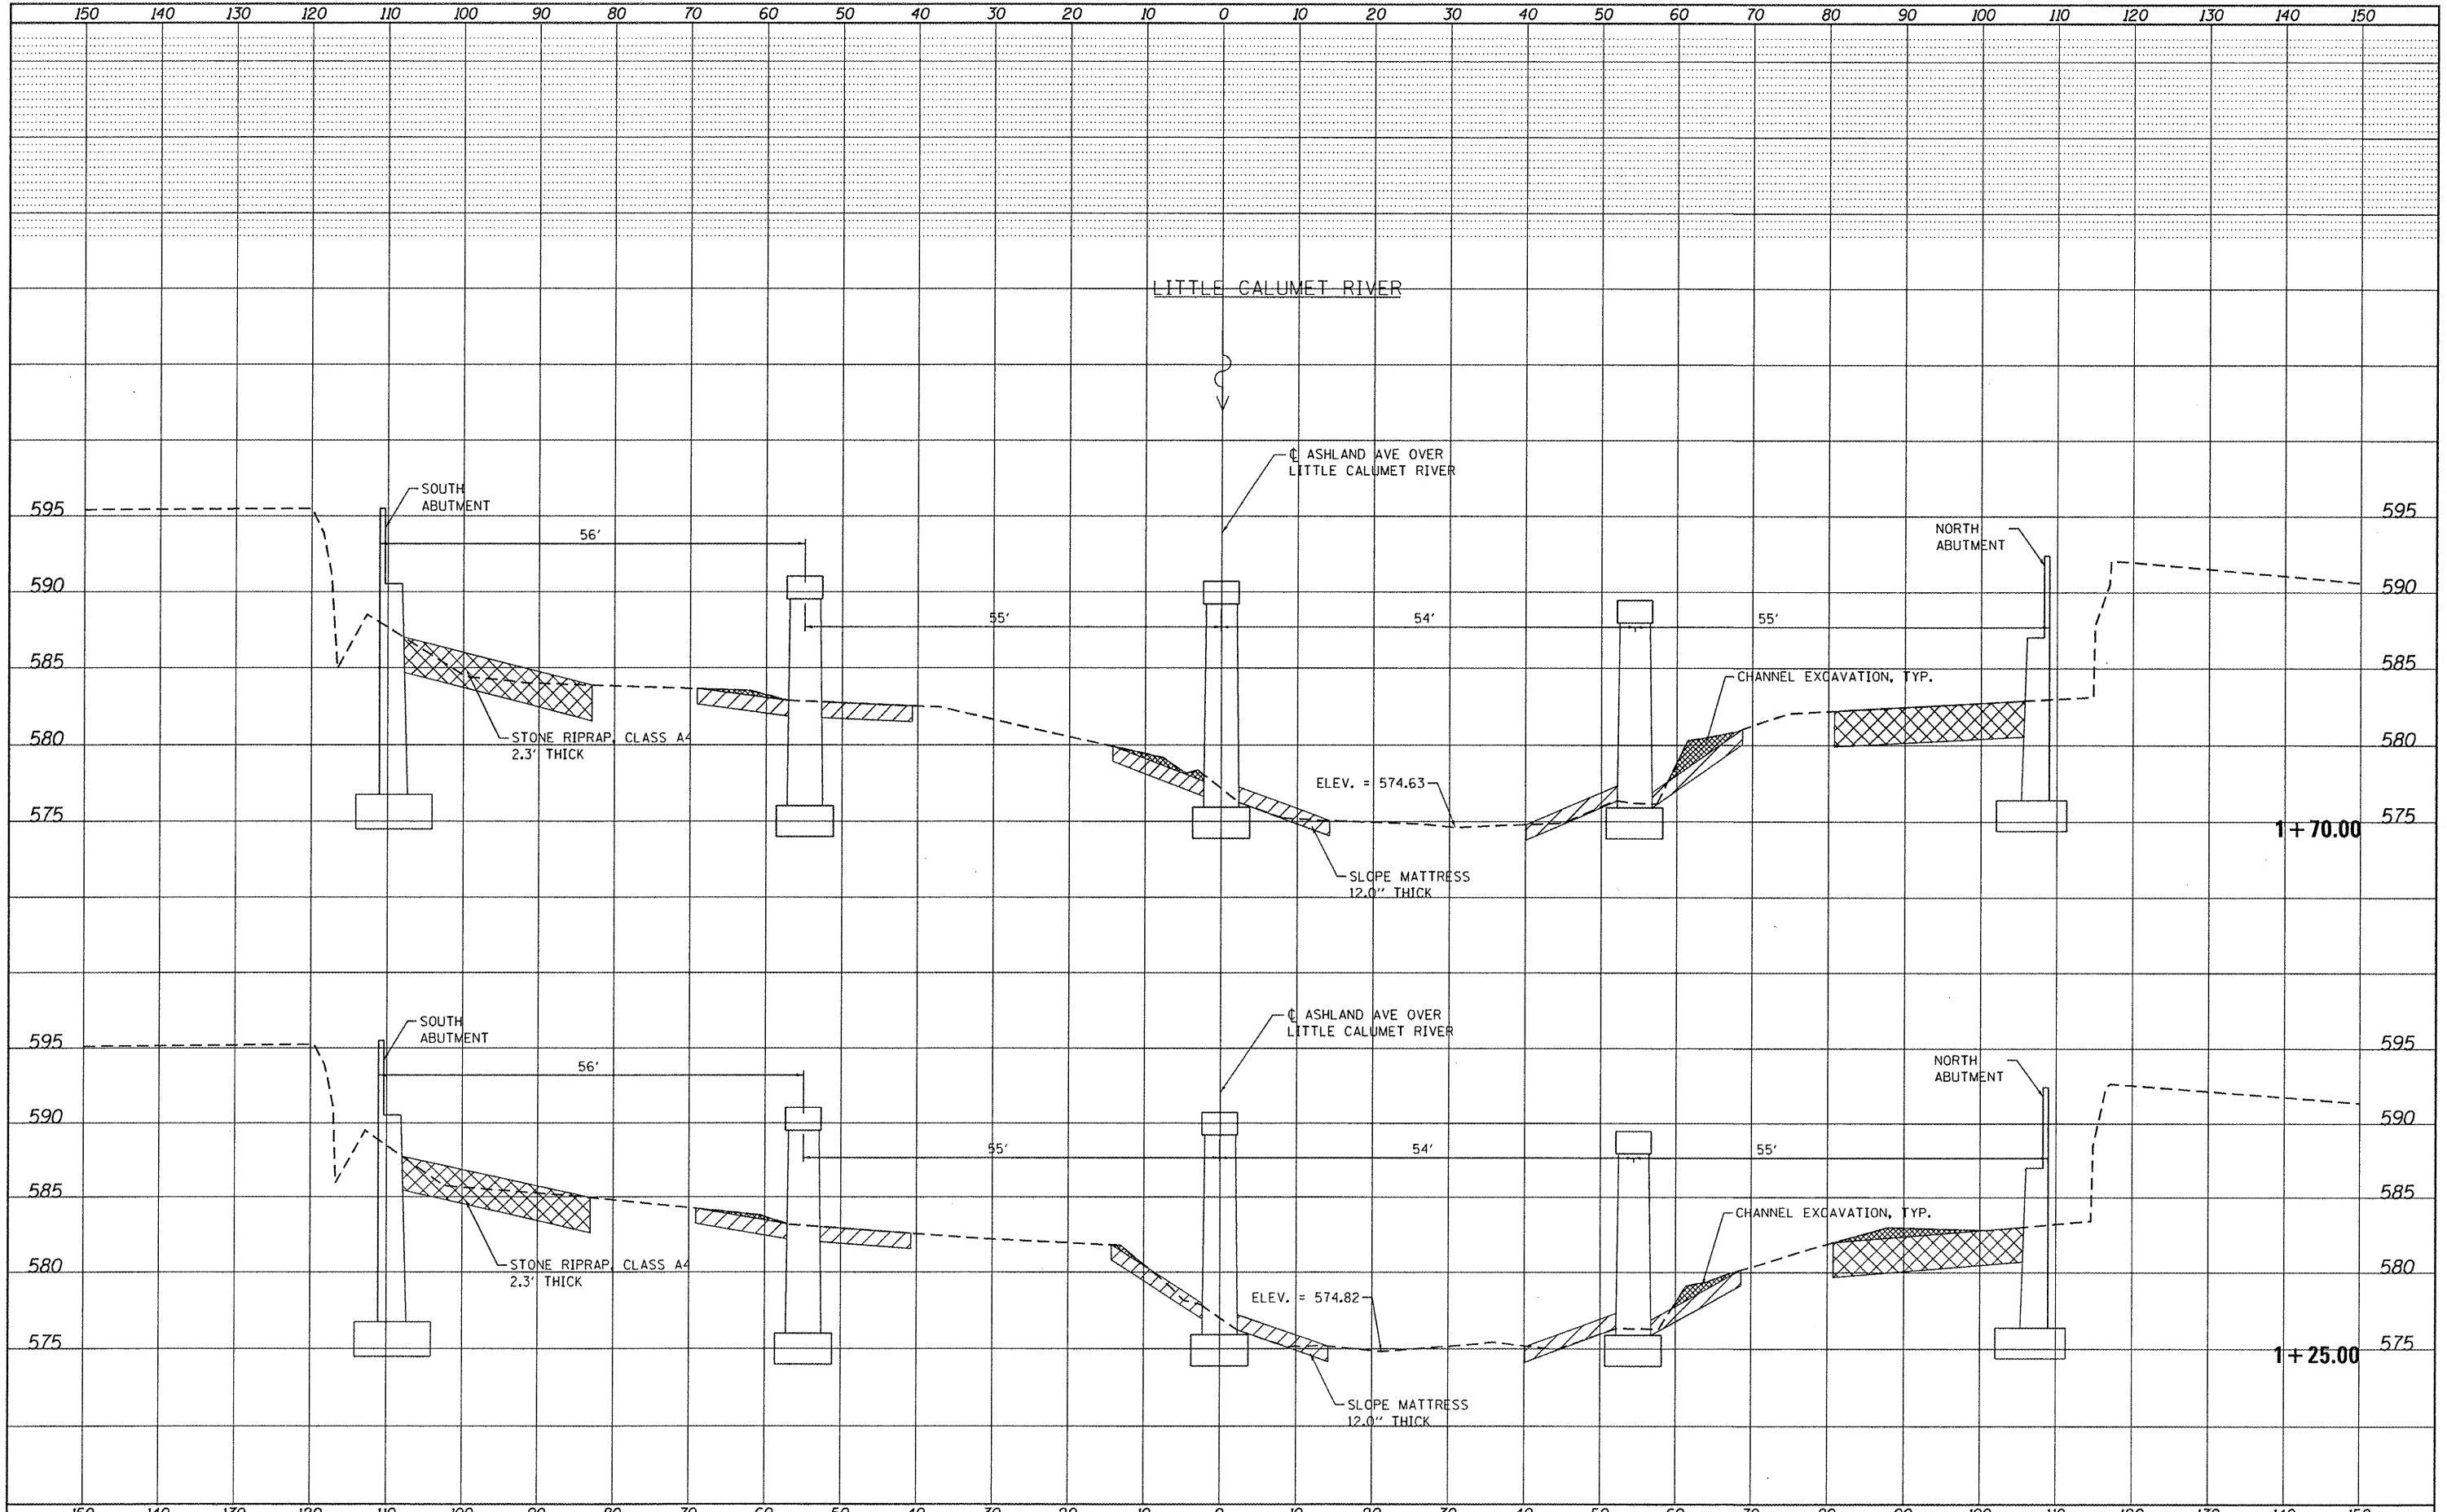 150 140 130 120 110 100 90 80 70 60 50 40 30 20 10 0 10 20 30 40 50 60 70 80 90 100 110 120 130 140 150
LITTLE CALUMET RIVER
℄ ASHLAND AVE OVER
LITTLE CALUMET RIVER
SOUTH
ABUTMENT
595 595
NORTH
ABUTMENT
56'
590 590
55' 54' 55'
585 585
CHANNEL EXCAVATION, TYP.
STONE RIPRAP, CLASS A4
2.3' THICK
580 580
ELEV. = 574.63
575 575
1+70.00
SLOPE MATTRESS
12.0" THICK
℄ ASHLAND AVE OVER
LITTLE CALUMET RIVER
SOUTH
ABUTMENT
595 595
NORTH
ABUTMENT
56'
590 590
55' 54' 55'
585 585
CHANNEL EXCAVATION, TYP.
STONE RIPRAP, CLASS A4
2.3' THICK
580 580
ELEV. = 574.82
575 575
1+25.00
SLOPE MATTRESS
12.0" THICK